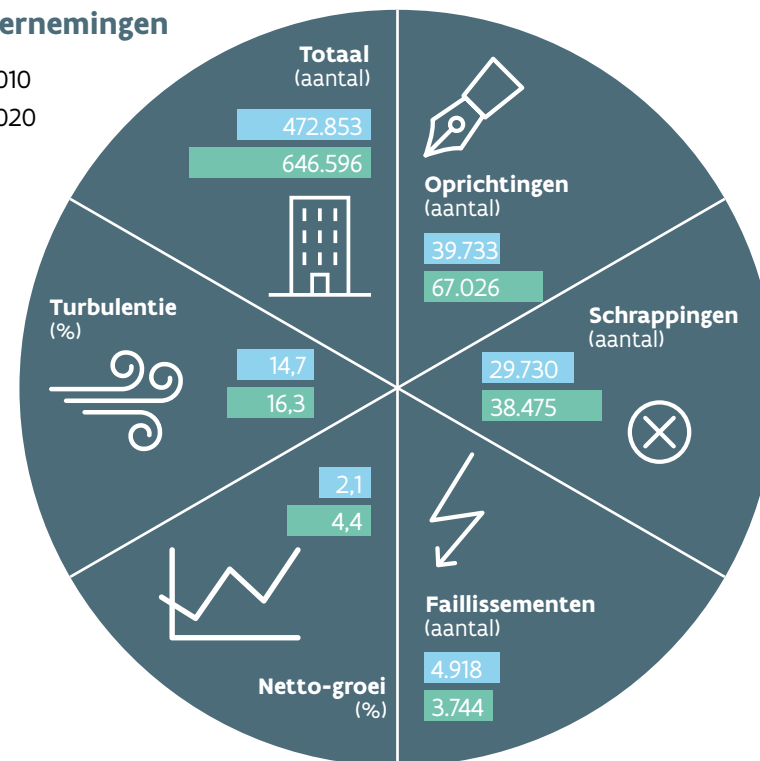 ernemingen
010
020
Totaal
(aantal)
472.853
646.596
Oprichtingen
(aantal)
39.733
67.026
Schrappingen
(aantal)
29.730
38.475
Faillissementen
(aantal)
4.918
3.744
Netto-groei
(%)
2,1
4,4
Turbulentie
(%)
14,7
16,3